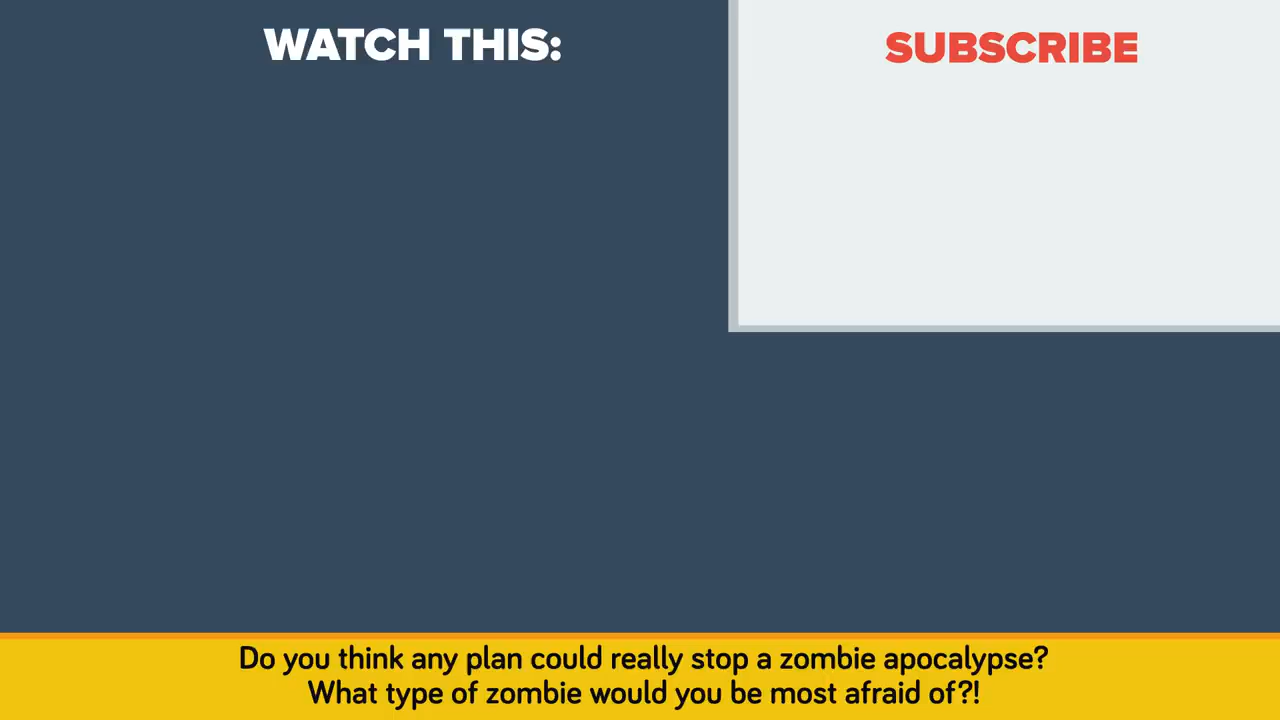 WATCH THIS:
SUBSCRIBE
Do you think any plan could really stop a zombie apocalypse?
What type of zombie would you be most afraid of?!